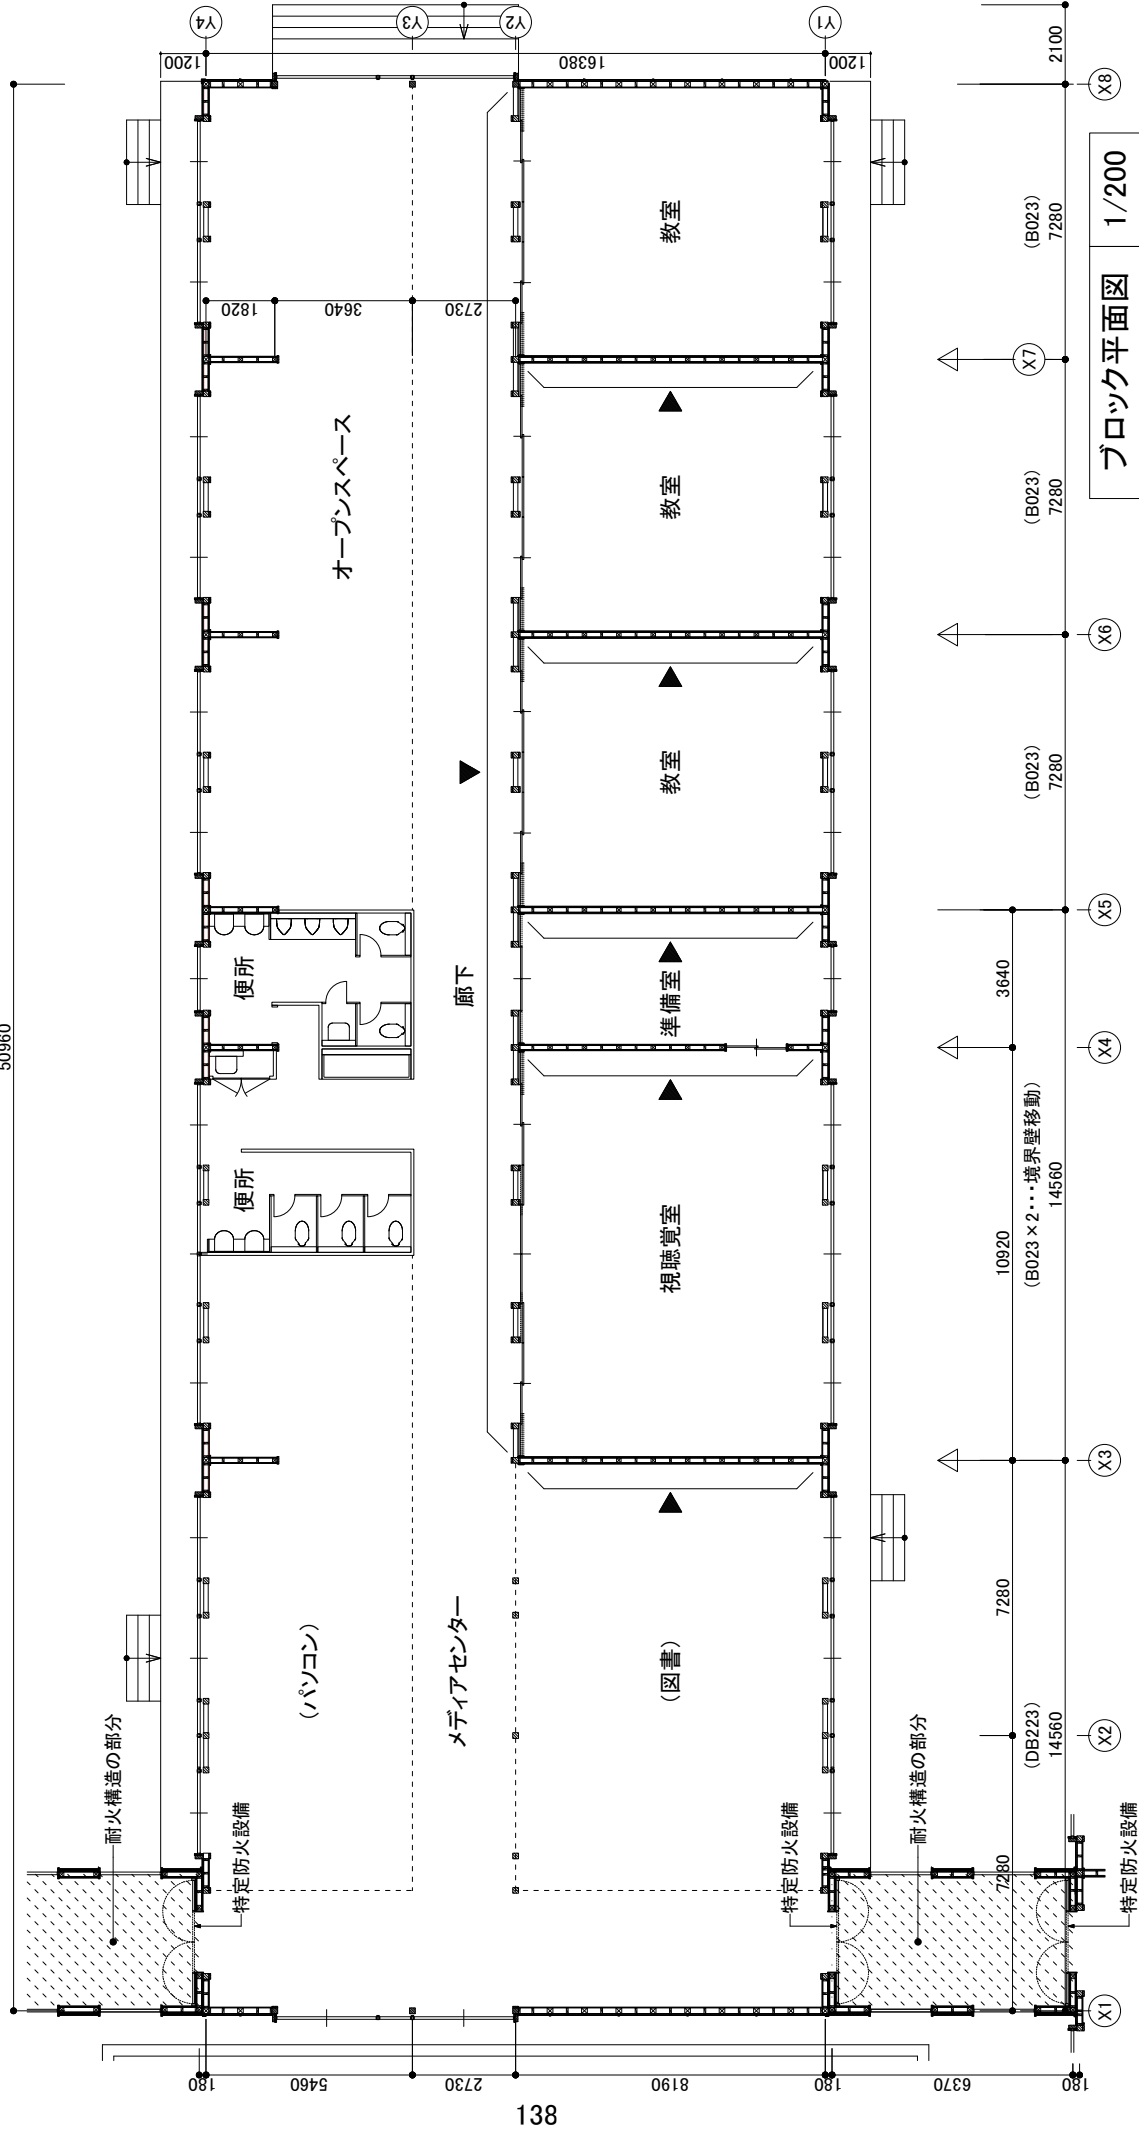 50960
Y4
Y3
Y2
Y1
1200
16380
1200
2100
X8
教室
(B023)
7280
1820
3640
2730
オープンスペース
教室
(B023)
7280
X7
X6
教室
(B023)
7280
X5
便所
廊下
準備室
3640
X4
便所
視聴覚室
10920
(B023×2・・・境界壁移動)
14560
X3
(パソコン)
メディアセンター
(図書)
7280
(DB223)
14560
X2
耐火構造の部分
特定防火設備
特定防火設備
耐火構造の部分
特定防火設備
7280
X1
180
5460
2730
8190
180
6370
180
ブロック平面図
1/200
138